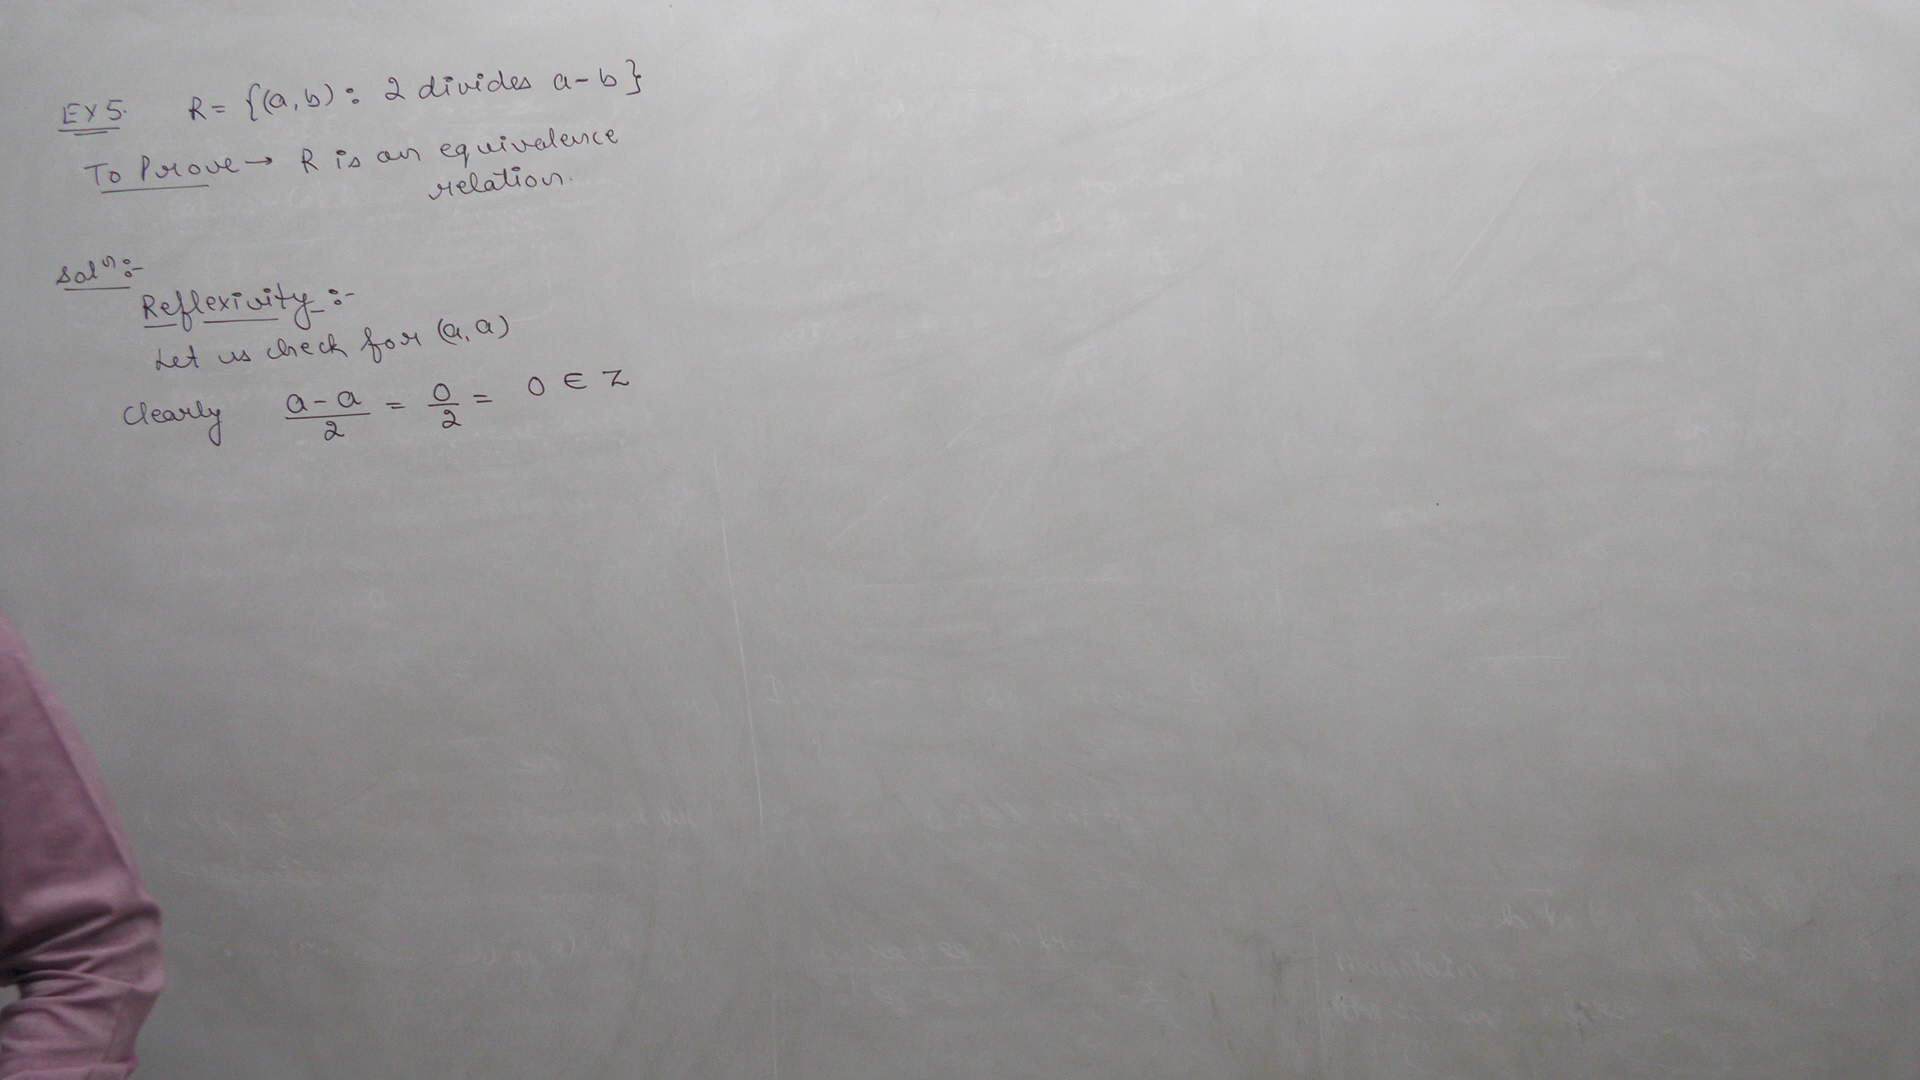 EX 5. R = {(a,b) : 2 divides a-b}
To Prove → R is an equivalence
relation.
Solⁿ :-
Reflexivity :-
Let us check for (a,a)
Clearly a-a/2 = 0/2 = 0 ∈ Z